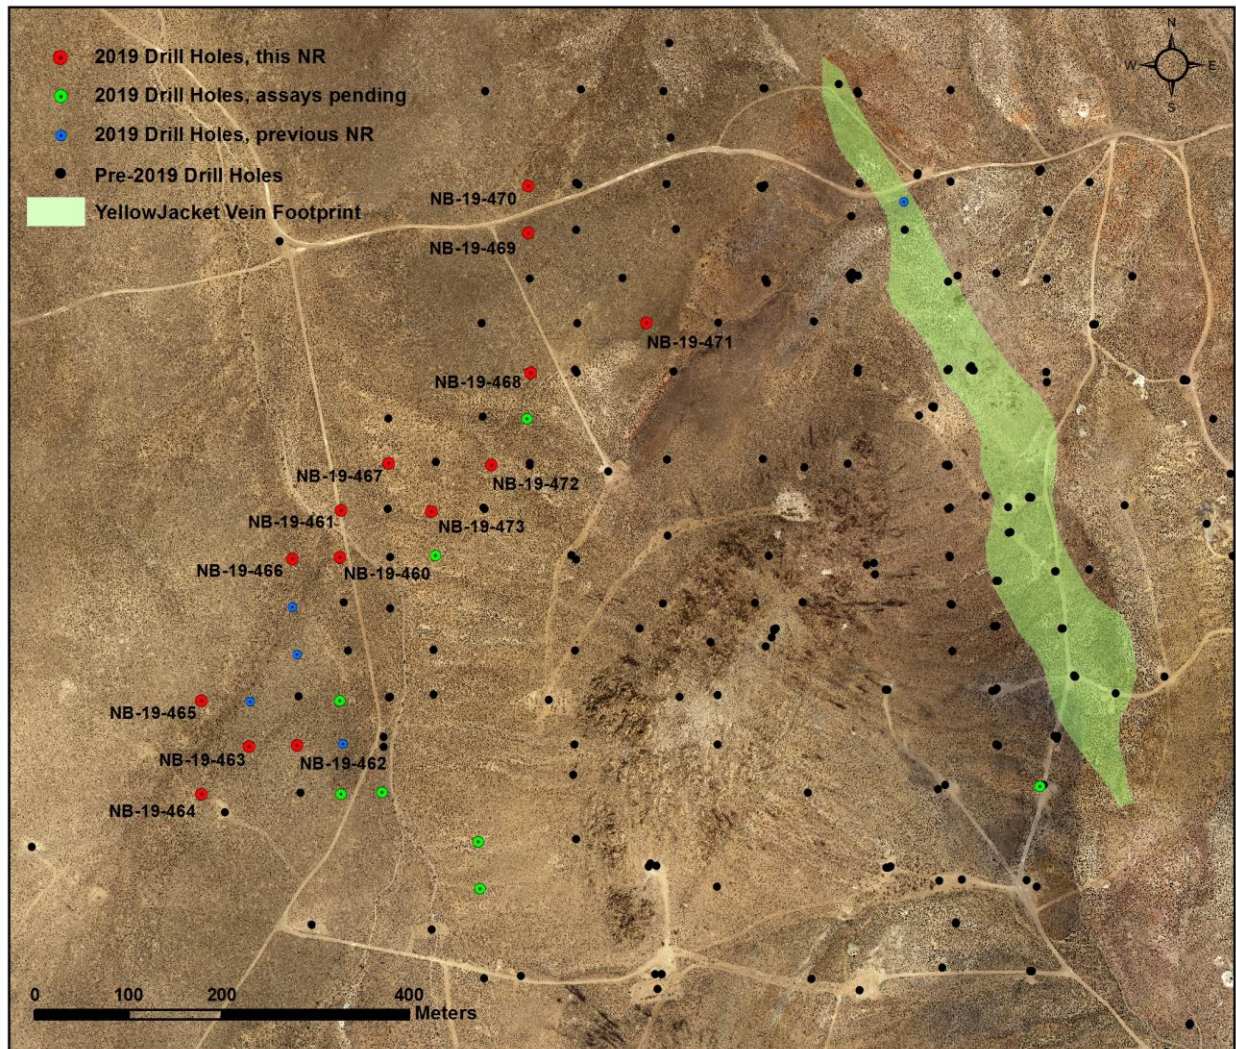 N
W E
S
2019 Drill Holes, this NR
2019 Drill Holes, assays pending
2019 Drill Holes, previous NR
Pre-2019 Drill Holes
YellowJacket Vein Footprint
NB-19-470
NB-19-469
NB-19-471
NB-19-468
NB-19-467
NB-19-472
NB-19-461
NB-19-473
NB-19-466
NB-19-460
NB-19-465
NB-19-463
NB-19-462
NB-19-464
0 100 200 400
Meters